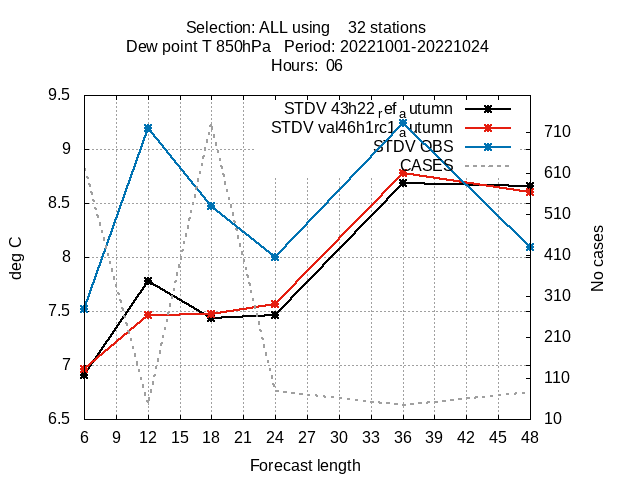 Selection: ALL using 32 stations
Dew point T 850hPa Period: 20221001-20221024
Hours: 06
STDV 43h22ref autumn
STDV val46h1rc1autumn
STDV OBS
CASES
9.5
9
8.5
8
7.5
7
6.5
deg C
710
610
510
410
310
210
110
10
No cases
6 9 12 15 18 21 24 27 30 33 36 39 42 45 48
Forecast length